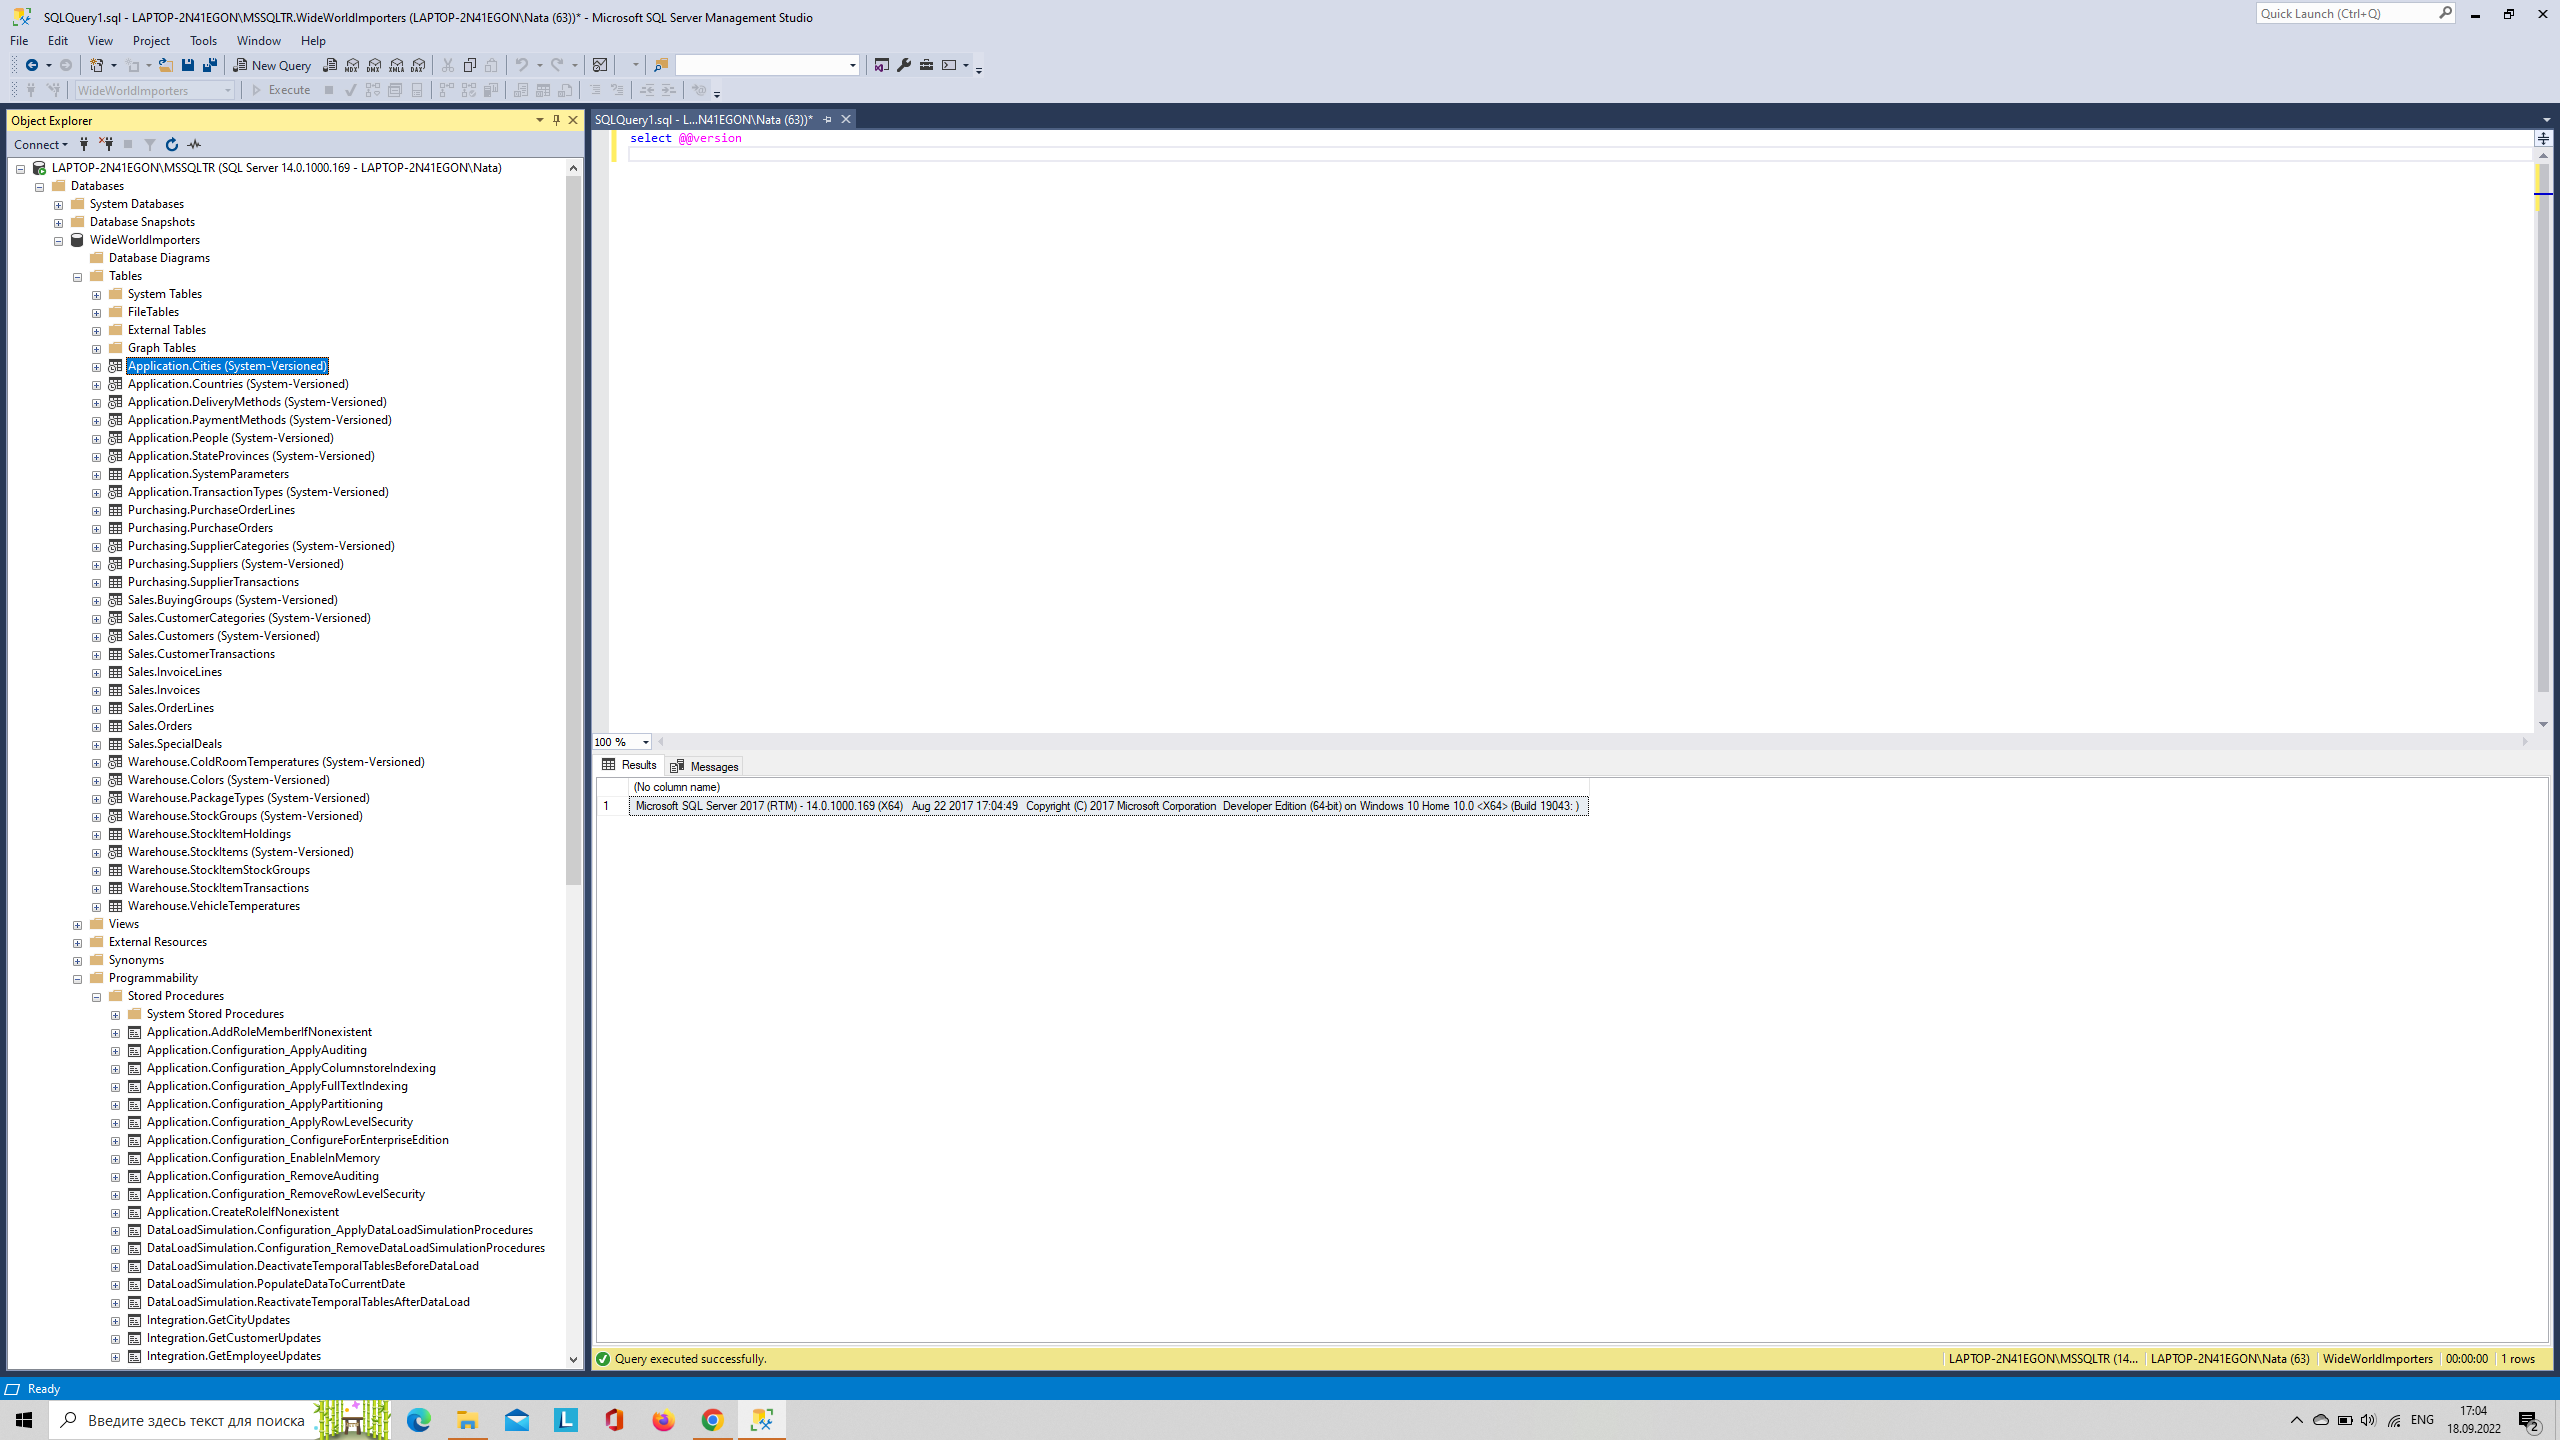 SQLQuery1.sql - LAPTOP-2N41EGON\MSSQLTR.WideWorldImporters (LAPTOP-2N41EGON\Nata (63))* - Microsoft SQL Server Management Studio
Quick Launch (Ctrl+Q)
File Edit View Project Tools Window Help
New Query MDX DMX XMLA DAX
WideWorldImporters Execute
Object Explorer
Connect
LAPTOP-2N41EGON\MSSQLTR (SQL Server 14.0.1000.169 - LAPTOP-2N41EGON\Nata)
Databases
System Databases
Database Snapshots
WideWorldImporters
Database Diagrams
Tables
System Tables
FileTables
External Tables
Graph Tables
Application.Cities (System-Versioned)
Application.Countries (System-Versioned)
Application.DeliveryMethods (System-Versioned)
Application.PaymentMethods (System-Versioned)
Application.People (System-Versioned)
Application.StateProvinces (System-Versioned)
Application.SystemParameters
Application.TransactionTypes (System-Versioned)
Purchasing.PurchaseOrderLines
Purchasing.PurchaseOrders
Purchasing.SupplierCategories (System-Versioned)
Purchasing.Suppliers (System-Versioned)
Purchasing.SupplierTransactions
Sales.BuyingGroups (System-Versioned)
Sales.CustomerCategories (System-Versioned)
Sales.Customers (System-Versioned)
Sales.CustomerTransactions
Sales.InvoiceLines
Sales.Invoices
Sales.OrderLines
Sales.Orders
Sales.SpecialDeals
Warehouse.ColdRoomTemperatures (System-Versioned)
Warehouse.Colors (System-Versioned)
Warehouse.PackageTypes (System-Versioned)
Warehouse.StockGroups (System-Versioned)
Warehouse.StockItemHoldings
Warehouse.StockItems (System-Versioned)
Warehouse.StockItemStockGroups
Warehouse.StockItemTransactions
Warehouse.VehicleTemperatures
Views
External Resources
Synonyms
Programmability
Stored Procedures
System Stored Procedures
Application.AddRoleMemberIfNonexistent
Application.Configuration_ApplyAuditing
Application.Configuration_ApplyColumnstoreIndexing
Application.Configuration_ApplyFullTextIndexing
Application.Configuration_ApplyPartitioning
Application.Configuration_ApplyRowLevelSecurity
Application.Configuration_ConfigureForEnterpriseEdition
Application.Configuration_EnableInMemory
Application.Configuration_RemoveAuditing
Application.Configuration_RemoveRowLevelSecurity
Application.CreateRoleIfNonexistent
DataLoadSimulation.Configuration_ApplyDataLoadSimulationProcedures
DataLoadSimulation.Configuration_RemoveDataLoadSimulationProcedures
DataLoadSimulation.DeactivateTemporalTablesBeforeDataLoad
DataLoadSimulation.PopulateDataToCurrentDate
DataLoadSimulation.ReactivateTemporalTablesAfterDataLoad
Integration.GetCityUpdates
Integration.GetCustomerUpdates
Integration.GetEmployeeUpdates
SQLQuery1.sql - L...N41EGON\Nata (63))*
select @@version
100 %
Results Messages
(No column name)
1 Microsoft SQL Server 2017 (RTM) - 14.0.1000.169 (X64) Aug 22 2017 17:04:49 Copyright (C) 2017 Microsoft Corporation Developer Edition (64-bit) on Windows 10 Home 10.0 <X64> (Build 19043: )
Query executed successfully. LAPTOP-2N41EGON\MSSQLTR (14... LAPTOP-2N41EGON\Nata (63) WideWorldImporters 00:00:00 1 rows
Ready
Введите здесь текст для поиска
L
ENG
17:04
18.09.2022
2